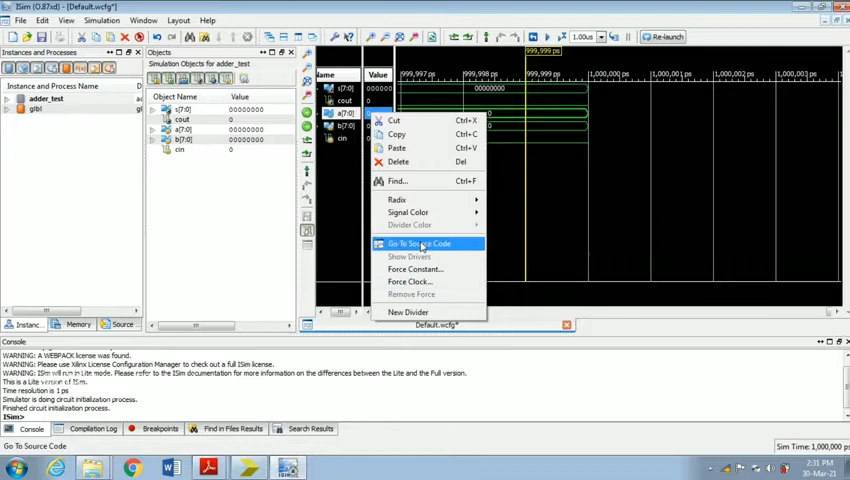 ISim (O.87xd) - [Default.wcfg*]
File Edit View Simulation Window Layout Help
1.00us Re-launch
Instances and Processes
Instance and Process Name
adder_test
glbl
Instanc... Memory Source ...
Objects
Simulation Objects for adder_test
Object Name Value
s[7:0] 00000000
cout 0
a[7:0] 00000000
b[7:0] 00000000
cin 0
Name Value
s[7:0] 000000
cout 0
a[7:0]
b[7:0]
cin
999,999 ps
999,997 ps 999,998 ps 999,999 ps 1,000,000 ps 1,000,001 ps 1,000,002 ps 1,000,003
00000000
Cut Ctrl+X
Copy Ctrl+C
Paste Ctrl+V
Delete Del
Find... Ctrl+F
Radix
Signal Color
Divider Color
Go To Source Code
Show Drivers
Force Constant...
Force Clock...
Remove Force
New Divider
Default.wcfg*
Console
WARNING: A WEBPACK license was found.
WARNING: Please use Xilinx License Configuration Manager to check out a full ISim license.
WARNING: ISim will run in Lite mode. Please refer to the ISim documentation for more information on the differences between the Lite and the Full version.
This is a Lite version of ISim.
Time resolution is 1 ps
Simulator is doing circuit initialization process.
Finished circuit initialization process.
ISim>
Console Compilation Log Breakpoints Find in Files Results Search Results
Go To Source Code
Sim Time: 1,000,000 ps
2:31 PM
30-Mar-21